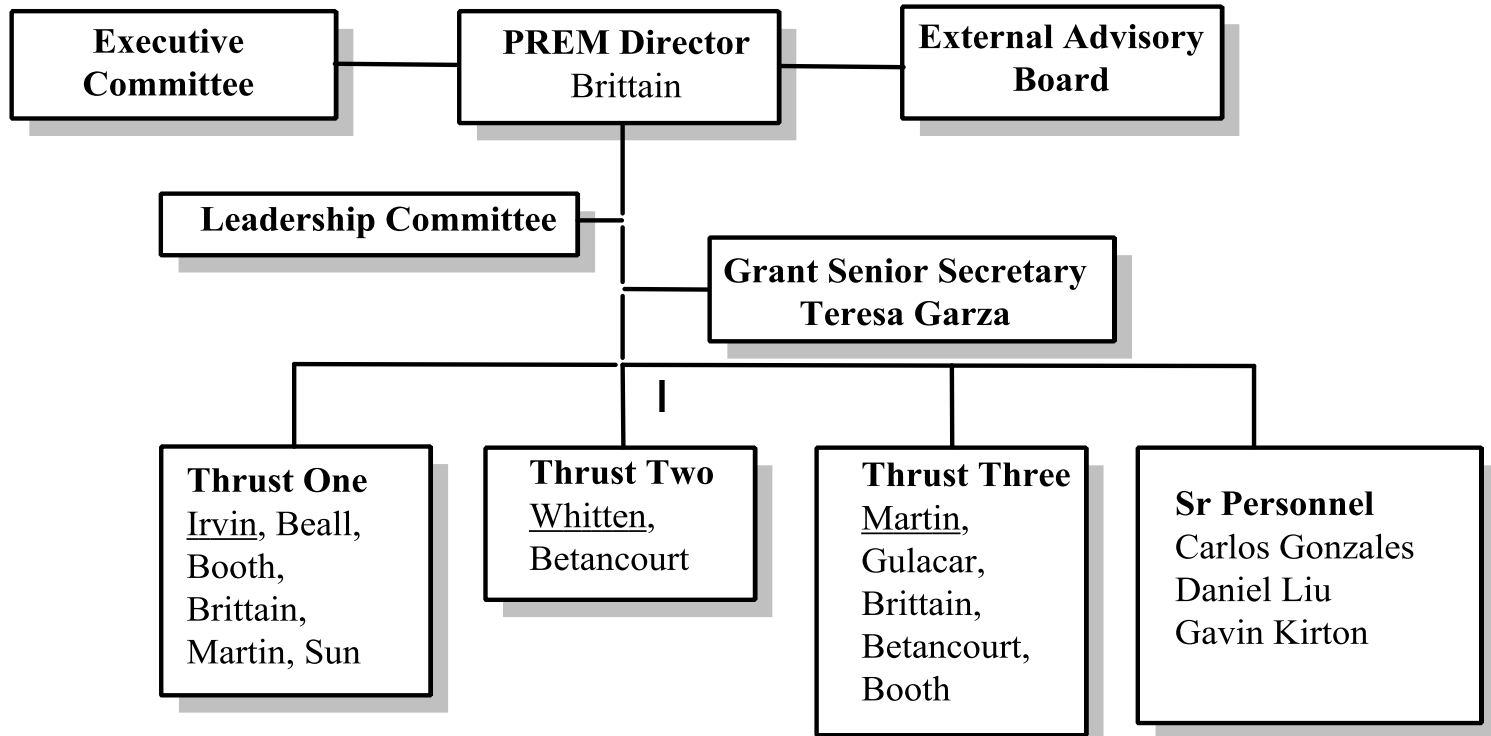 Executive
Committee
PREM Director
Brittain
External Advisory
Board
Leadership Committee
Grant Senior Secretary
Teresa Garza
Thrust One
Irvin, Beall,
Booth,
Brittain,
Martin, Sun
Thrust Two
Whitten,
Betancourt
Thrust Three
Martin,
Gulacar,
Brittain,
Betancourt,
Booth
Sr Personnel
Carlos Gonzales
Daniel Liu
Gavin Kirton